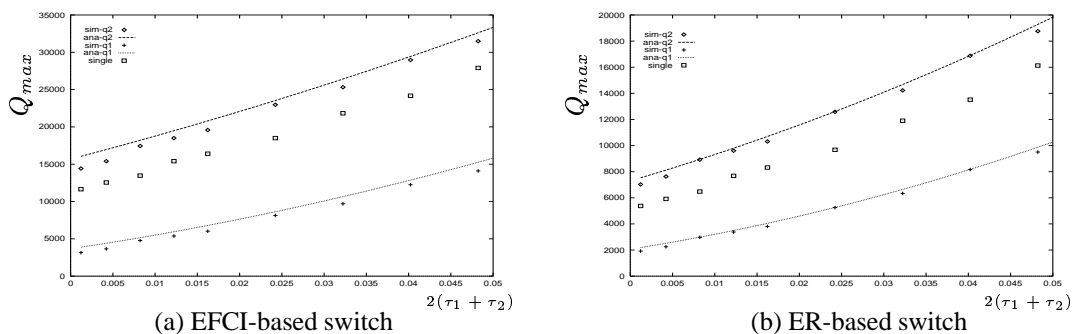 35000
30000
25000
20000
15000
10000
5000
0
Q_max
sim-q2
ana-q2
sim-q1
ana-q1
single
0 0.005 0.01 0.015 0.02 0.025 0.03 0.035 0.04 0.045 0.05
2(τ1 + τ2)
(a) EFCI-based switch
20000
18000
16000
14000
12000
10000
8000
6000
4000
2000
0
Q_max
sim-q2
ana-q2
sim-q1
ana-q1
single
0 0.005 0.01 0.015 0.02 0.025 0.03 0.035 0.04 0.045 0.05
2(τ1 + τ2)
(b) ER-based switch